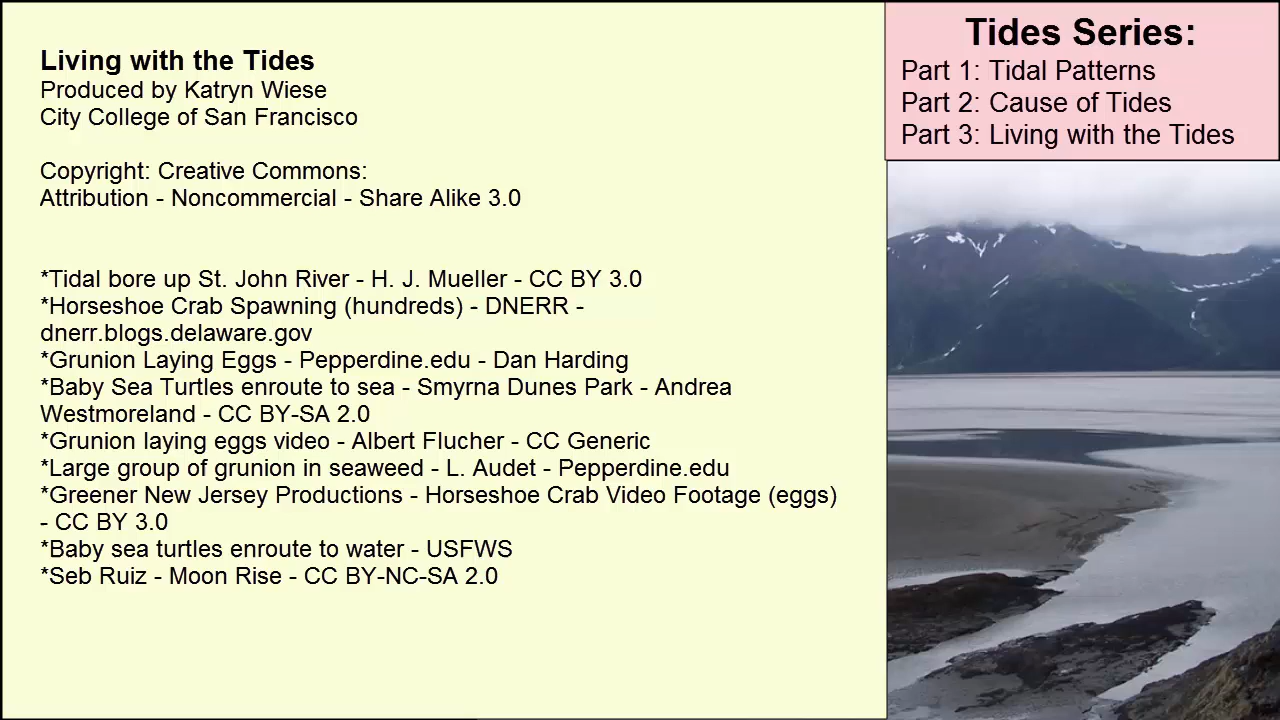 Living with the Tides
Produced by Katryn Wiese
City College of San Francisco
Copyright: Creative Commons:
Attribution - Noncommercial - Share Alike 3.0
*Tidal bore up St. John River - H. J. Mueller - CC BY 3.0
*Horseshoe Crab Spawning (hundreds) - DNERR -
dnerr.blogs.delaware.gov
*Grunion Laying Eggs - Pepperdine.edu - Dan Harding
*Baby Sea Turtles enroute to sea - Smyrna Dunes Park - Andrea
Westmoreland - CC BY-SA 2.0
*Grunion laying eggs video - Albert Flucher - CC Generic
*Large group of grunion in seaweed - L. Audet - Pepperdine.edu
*Greener New Jersey Productions - Horseshoe Crab Video Footage (eggs)
- CC BY 3.0
*Baby sea turtles enroute to water - USFWS
*Seb Ruiz - Moon Rise - CC BY-NC-SA 2.0
Tides Series:
Part 1: Tidal Patterns
Part 2: Cause of Tides
Part 3: Living with the Tides